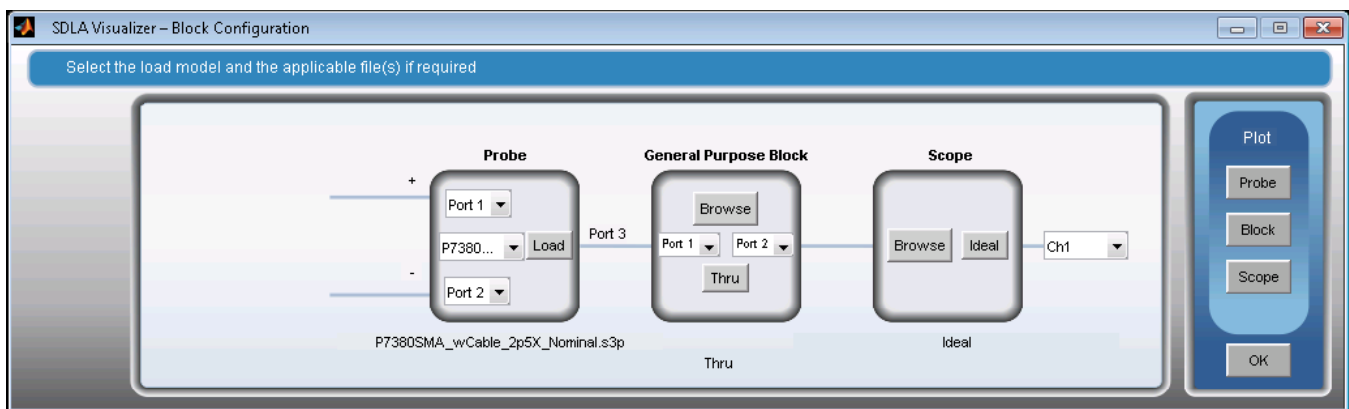 SDLA Visualizer – Block Configuration
Select the load model and the applicable file(s) if required
Probe General Purpose Block Scope
+
Port 1
Browse
P7380... Load Port 3 Port 1 Port 2 Browse Ideal Ch1
-
Thru
Port 2
P7380SMA_wCable_2p5X_Nominal.s3p Ideal
Thru
Plot
Probe
Block
Scope
OK